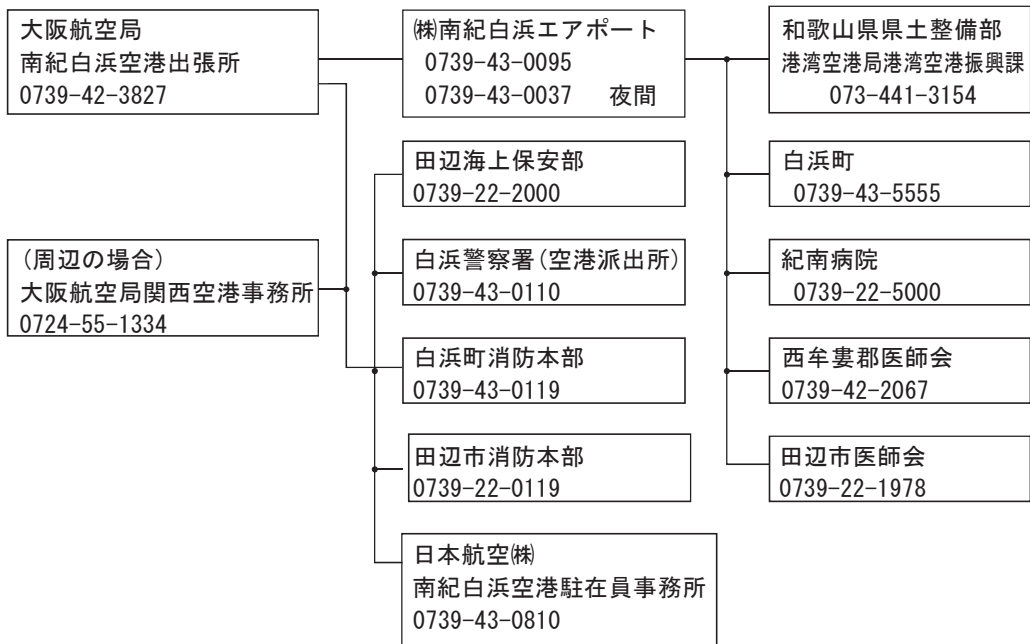 大阪航空局
南紀白浜空港出張所
0739-42-3827
(周辺の場合)
大阪航空局関西空港事務所
0724-55-1334
㈱南紀白浜エアポート
0739-43-0095
0739-43-0037 夜間
田辺海上保安部
0739-22-2000
白浜警察署(空港派出所)
0739-43-0110
白浜町消防本部
0739-43-0119
田辺市消防本部
0739-22-0119
日本航空㈱
南紀白浜空港駐在員事務所
0739-43-0810
和歌山県県土整備部
港湾空港局港湾空港振興課
073-441-3154
白浜町
0739-43-5555
紀南病院
0739-22-5000
西牟婁郡医師会
0739-42-2067
田辺市医師会
0739-22-1978